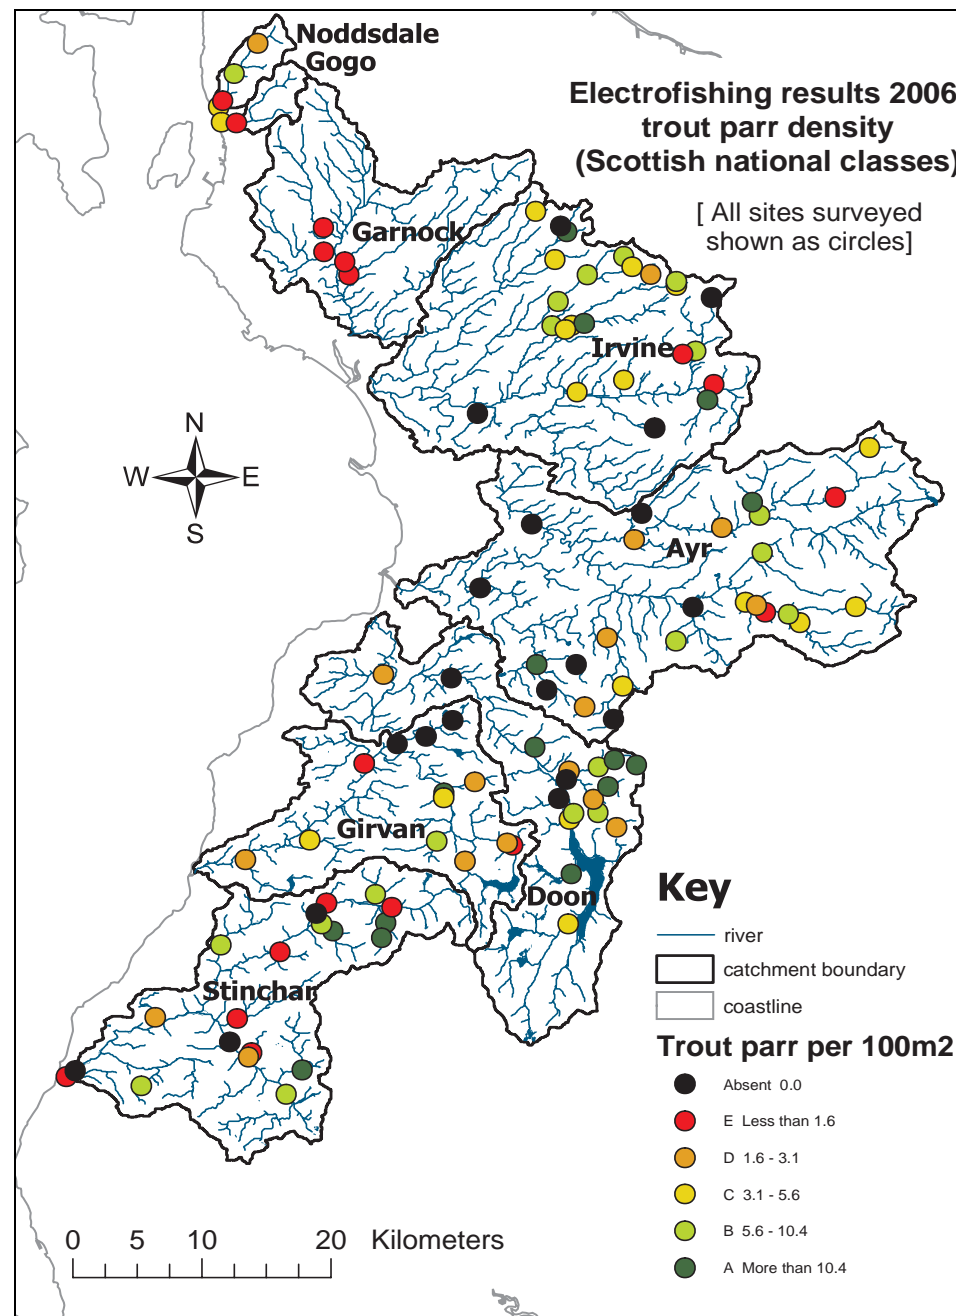 Noddsdale
Gogo
Electrofishing results 2006
trout parr density
(Scottish national classes)
[ All sites surveyed
shown as circles]
Garnock
Irvine
N
W E
S
Ayr
Girvan
Doon
Stinchar
Key
river
catchment boundary
coastline
Trout parr per 100m2
Absent 0.0
E Less than 1.6
D 1.6 - 3.1
C 3.1 - 5.6
B 5.6 - 10.4
A More than 10.4
0 5 10 20 Kilometers